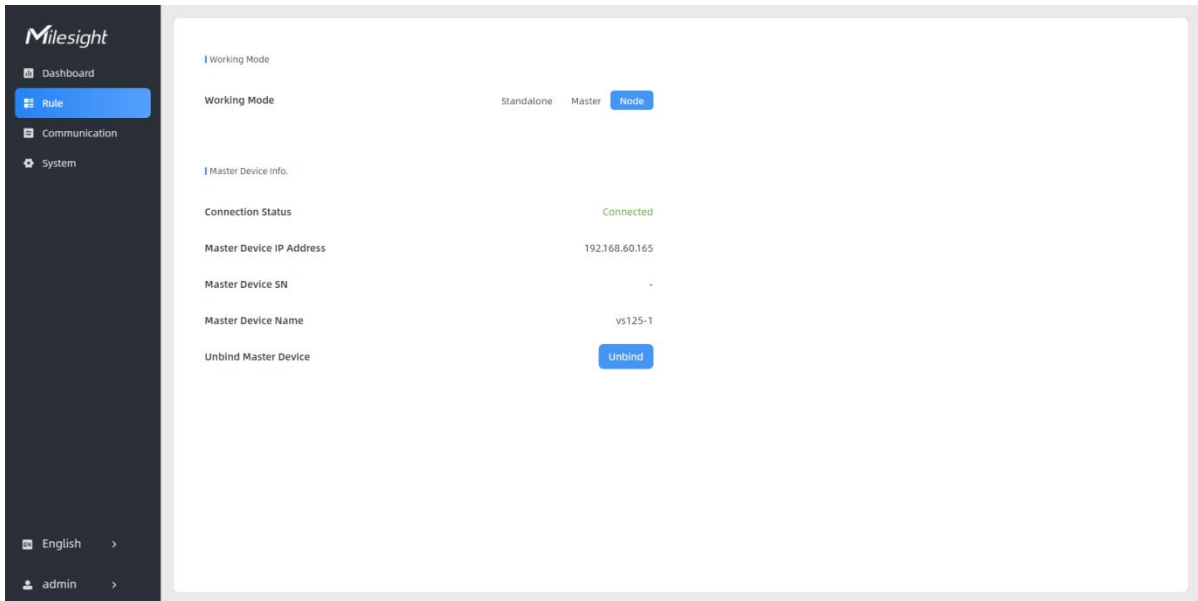 Milesight
Dashboard
Rule
Communication
System
EN English >
admin >
Working Mode
Working Mode Standalone Master Node
Master Device Info.
Connection Status Connected
Master Device IP Address 192.168.60.165
Master Device SN -
Master Device Name vs125-1
Unbind Master Device Unbind